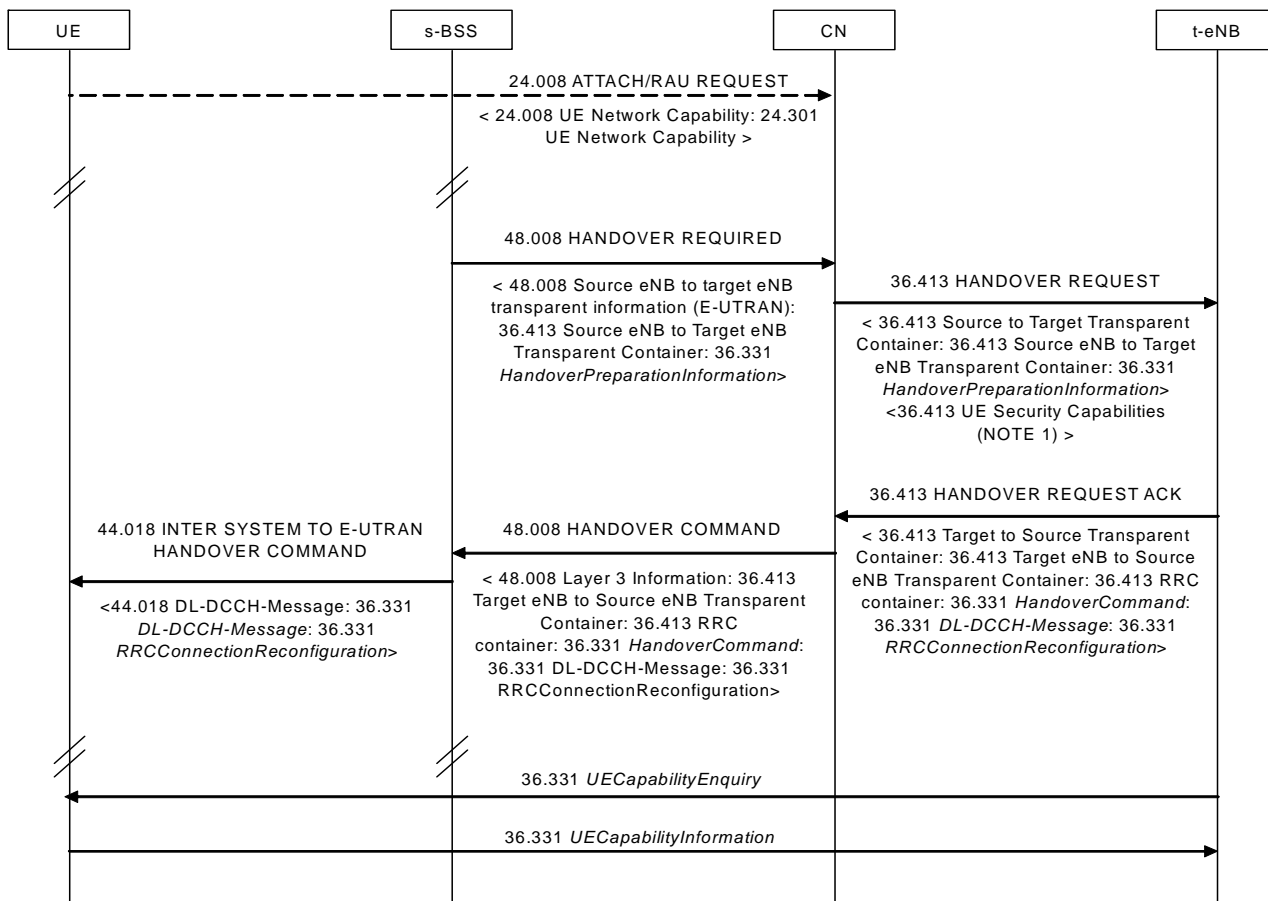 UE
s-BSS
CN
t-eNB
24.008 ATTACH/RAU REQUEST
< 24.008 UE Network Capability: 24.301
UE Network Capability >
48.008 HANDOVER REQUIRED
< 48.008 Source eNB to target eNB
transparent information (E-UTRAN):
36.413 Source eNB to Target eNB
Transparent Container: 36.331
HandoverPreparationInformation>
36.413 HANDOVER REQUEST
< 36.413 Source to Target Transparent
Container: 36.413 Source eNB to Target
eNB Transparent Container: 36.331
HandoverPreparationInformation>
<36.413 UE Security Capabilities
(NOTE 1) >
36.413 HANDOVER REQUEST ACK
< 36.413 Target to Source Transparent
Container: 36.413 Target eNB to Source
eNB Transparent Container: 36.413 RRC
container: 36.331 HandoverCommand:
36.331 DL-DCCH-Message: 36.331
RRCConnectionReconfiguration>
48.008 HANDOVER COMMAND
< 48.008 Layer 3 Information: 36.413
Target eNB to Source eNB Transparent
Container: 36.413 RRC
container: 36.331 HandoverCommand:
36.331 DL-DCCH-Message: 36.331
RRCConnectionReconfiguration>
44.018 INTER SYSTEM TO E-UTRAN
HANDOVER COMMAND
<44.018 DL-DCCH-Message: 36.331
DL-DCCH-Message: 36.331
RRCConnectionReconfiguration>
36.331 UECapabilityEnquiry
36.331 UECapabilityInformation